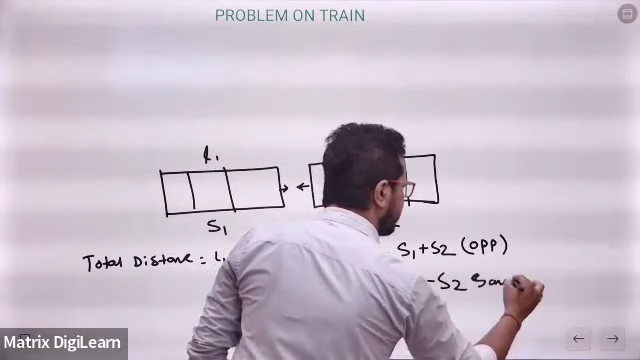 PROBLEM ON TRAIN
L1
S1
Total Distance = L1
S1+S2 (OPP)
-S2
Matrix DigiLearn